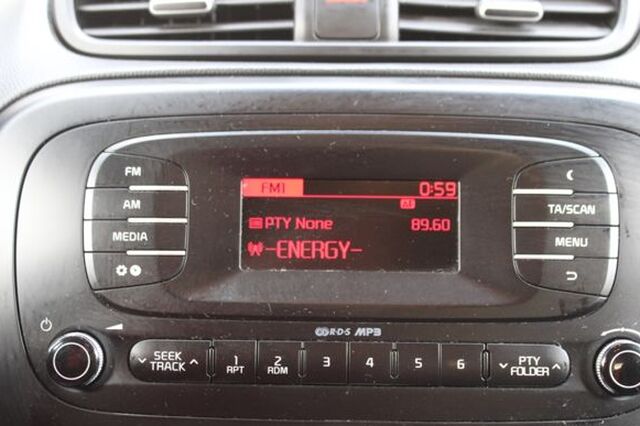 FM1 0:59
AF
PTY None 89.60
-ENERGY-
FM
AM
MEDIA
TA/SCAN
MENU
R·D·S MP3
SEEK
TRACK
1
RPT
2
RDM
3
4
5
6
PTY
FOLDER